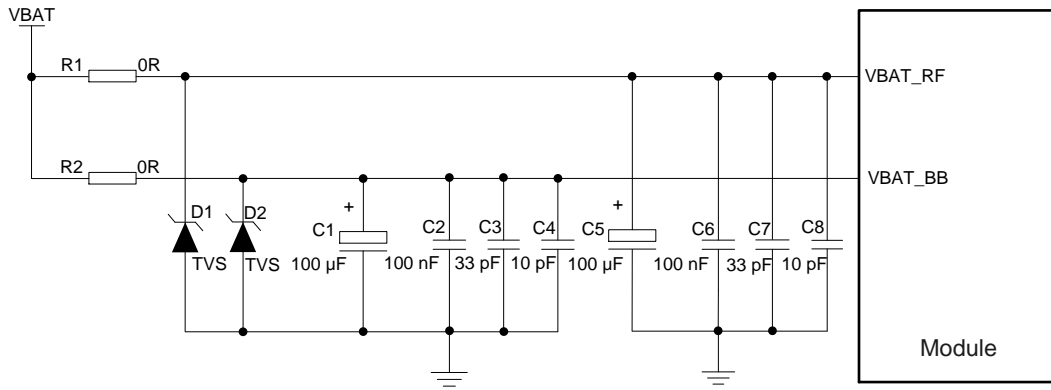 VBAT
R1 0R
VBAT_RF
R2 0R
VBAT_BB
D1 D2
+ +
C1 C2 C3 C4 C5 C6 C7 C8
TVS TVS 100 µF 100 nF 33 pF 10 pF 100 µF 100 nF 33 pF 10 pF
Module